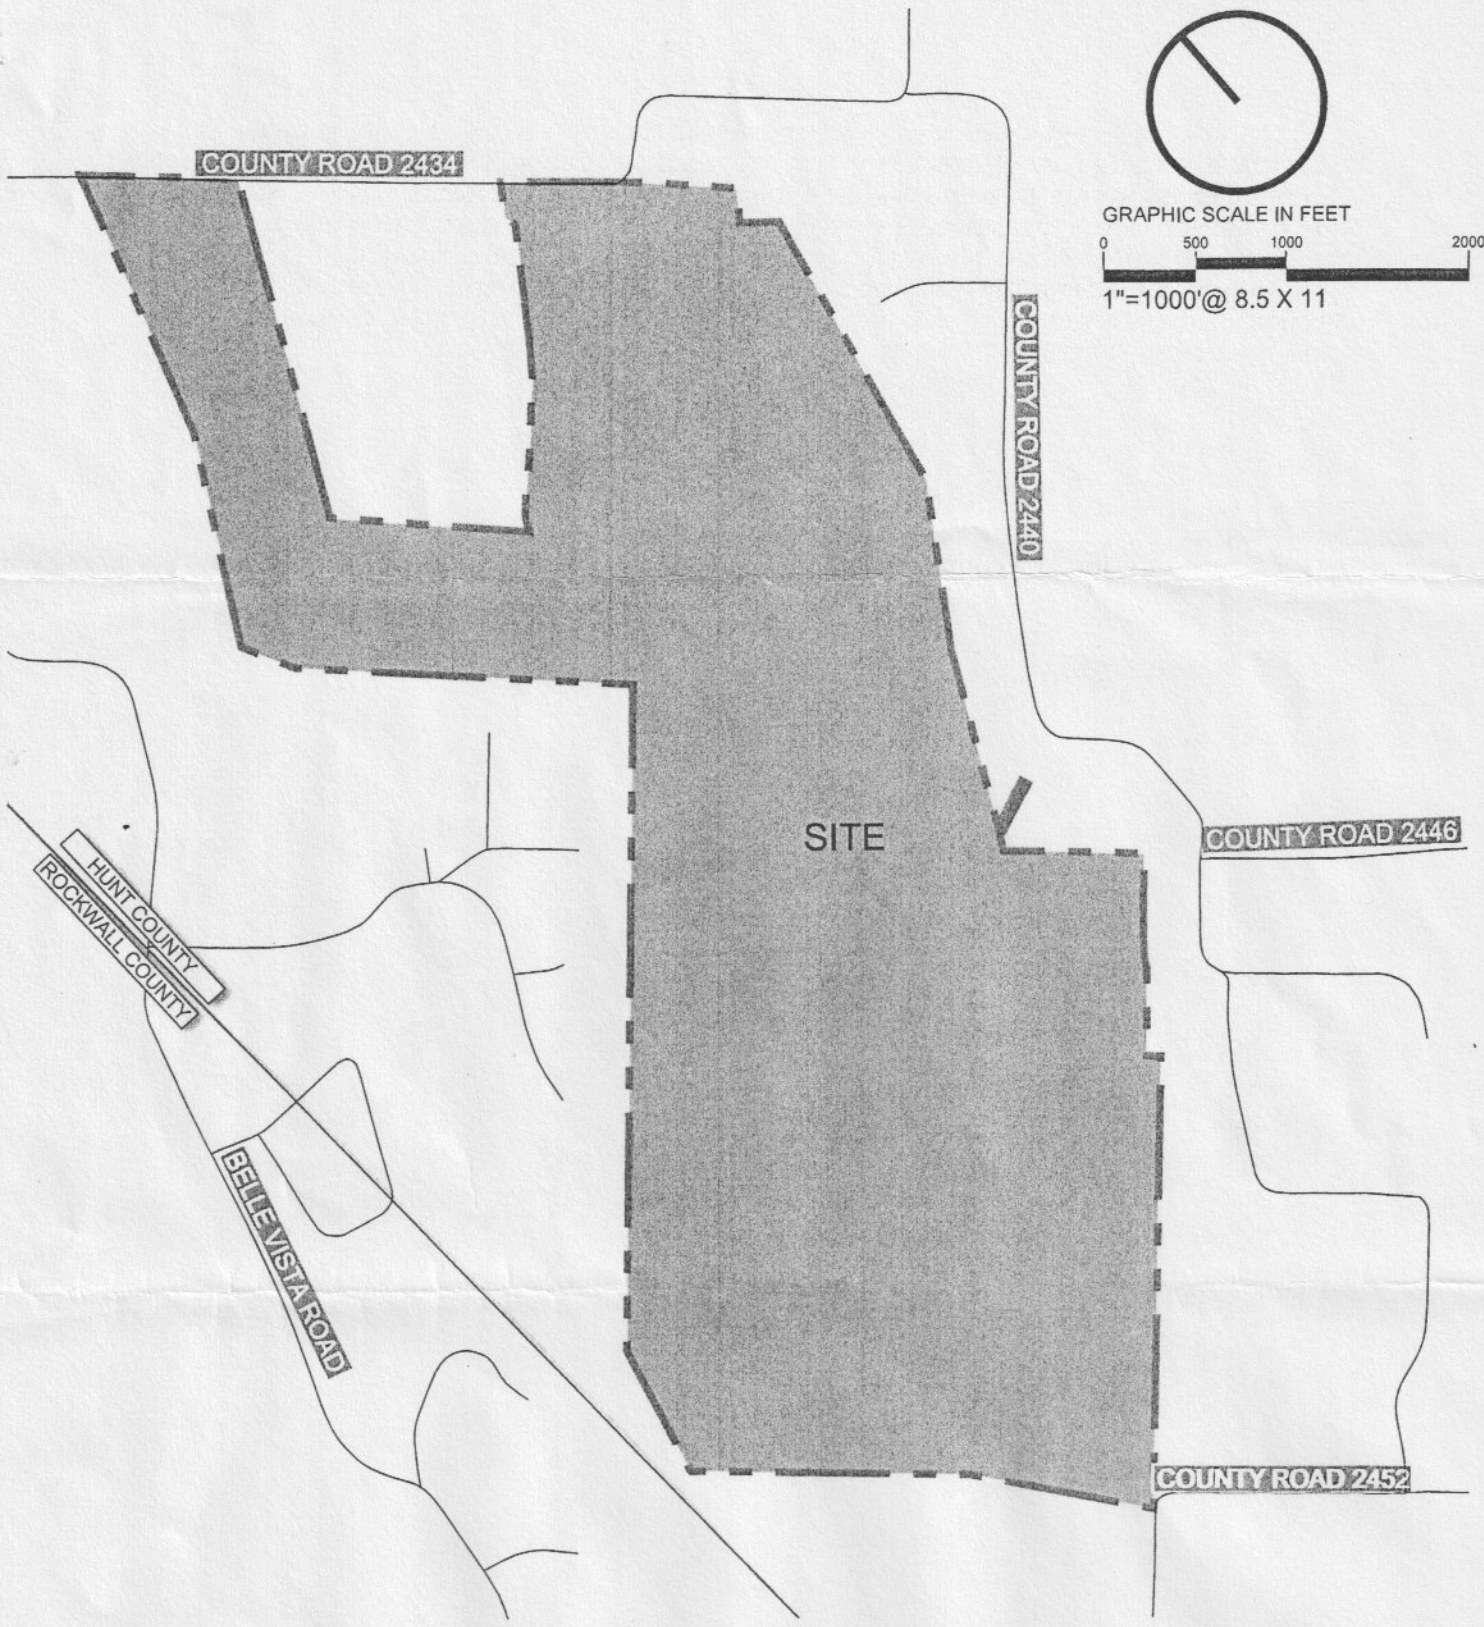 COUNTY ROAD 2434
GRAPHIC SCALE IN FEET
0 500 1000 2000
1"=1000'@ 8.5 X 11
COUNTY ROAD 2440
SITE
COUNTY ROAD 2446
HUNT COUNTY
ROCKWALL COUNTY
BELLE VISTA ROAD
COUNTY ROAD 2452